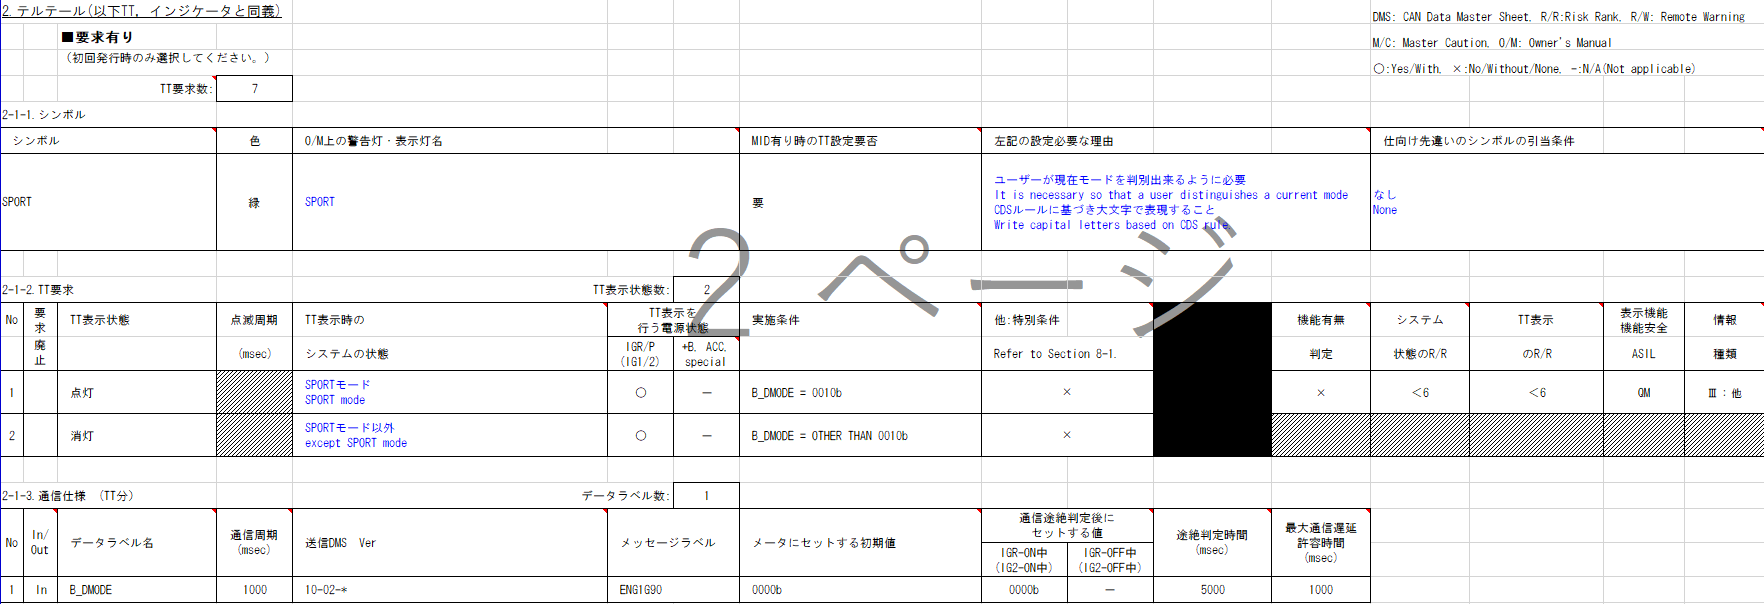 2.テルテール(以下TT, インジケータと同義)
DMS: CAN Data Master Sheet, R/R:Risk Rank, R/W: Remote Warning
■要求有り
M/C: Master Caution, O/M: Owner's Manual
(初回発行時のみ選択してください。)
○:Yes/With, ×:No/Without/None, -:N/A(Not applicable)
TT要求数: 7
2-1-1.シンボル
シンボル 色 O/M上の警告灯・表示灯名 MID有り時のTT設定要否 左記の設定必要な理由 仕向け先違いのシンボルの引当条件
SPORT 緑 SPORT 要
ユーザーが現在モードを判別出来るように必要
It is necessary so that a user distinguishes a current mode
CDSルールに基づき大文字で表現すること
Write capital letters based on CDS rule.
なし
None
2 ページ
2-1-2.TT要求 TT表示状態数: 2
No 要求廃止 TT表示状態 点滅周期 (msec)
TT表示時の
システムの状態
TT表示を
行う電源状態
IGR/P
(IG1/2)
+B, ACC,
special
実施条件
他:特別条件
Refer to Section 8-1.
機能有無
判定
システム
状態のR/R
TT表示
のR/R
表示機能
機能安全
ASIL
情報
種類
1 点灯
SPORTモード
SPORT mode
○ － B_DMODE = 0010b × × <6 <6 QM Ⅲ：他
2 消灯
SPORTモード以外
except SPORT mode
○ － B_DMODE = OTHER THAN 0010b ×
2-1-3.通信仕様 (TT分) データラベル数: 1
No In/
Out
データラベル名
通信周期
(msec)
送信DMS Ver メッセージラベル メータにセットする初期値
通信途絶判定後に
セットする値
IGR-ON中
(IG2-ON中)
IGR-OFF中
(IG2-OFF中)
途絶判定時間
(msec)
最大通信遅延
許容時間
(msec)
1 In B_DMODE 1000 10-02-* ENG1G90 0000b 0000b － 5000 1000